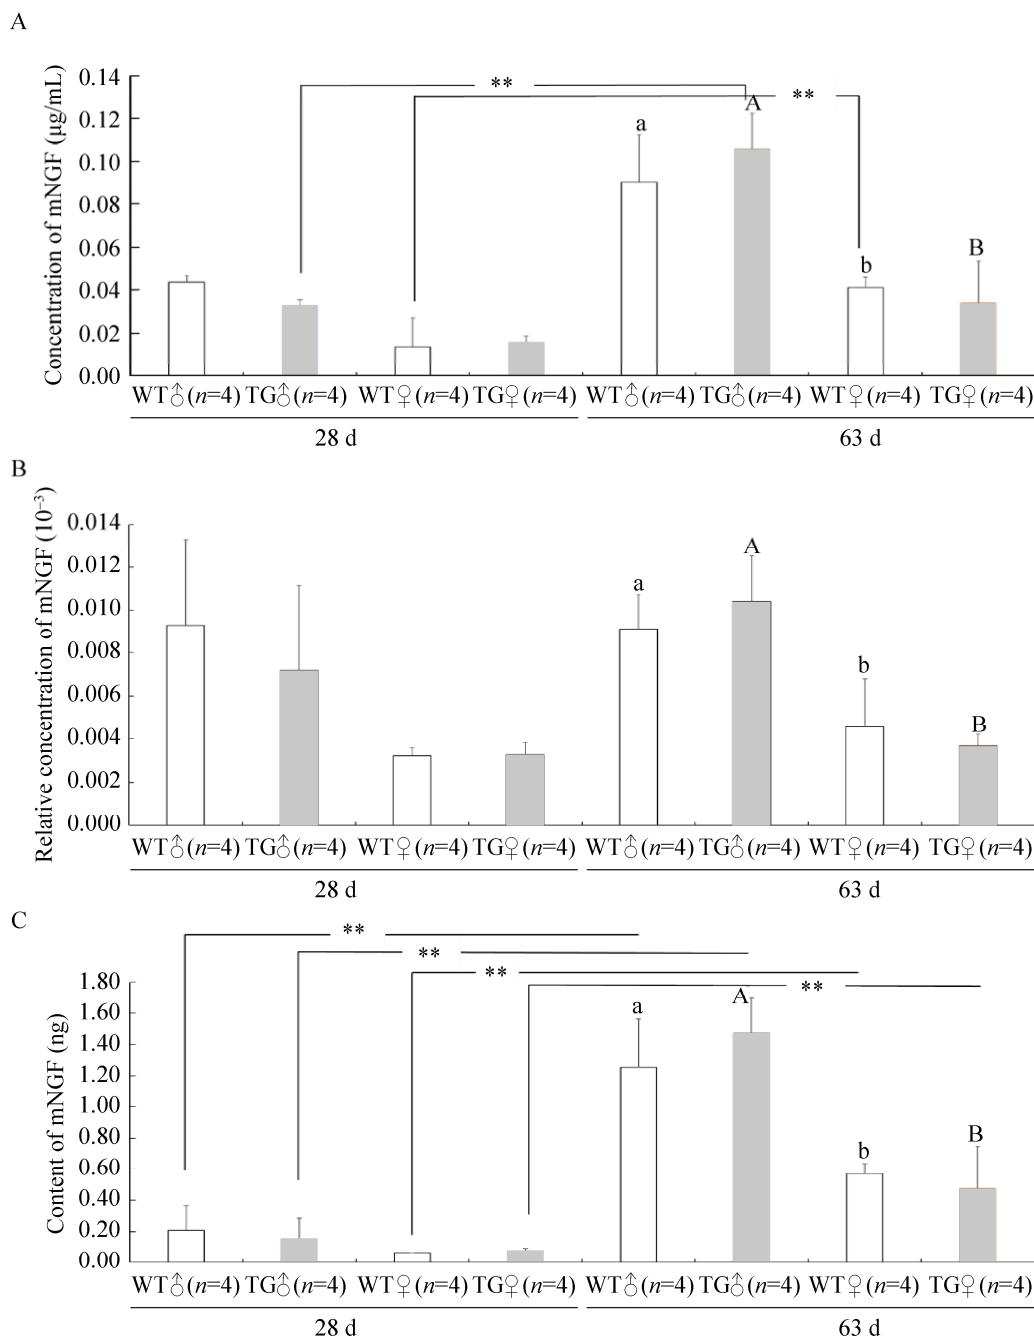 A
Concentration of mNGF (μg/mL)
0.14
0.12
0.10
0.08
0.06
0.04
0.02
0.00
**
**
a
A
b
B
WT♂(n=4) TG♂(n=4) WT♀(n=4) TG♀(n=4) WT♂(n=4) TG♂(n=4) WT♀(n=4) TG♀(n=4)
28 d 63 d
B
Relative concentration of mNGF (10⁻³)
0.014
0.012
0.010
0.008
0.006
0.004
0.002
0.000
a
A
b
B
WT♂(n=4) TG♂(n=4) WT♀(n=4) TG♀(n=4) WT♂(n=4) TG♂(n=4) WT♀(n=4) TG♀(n=4)
28 d 63 d
C
Content of mNGF (ng)
1.80
1.60
1.40
1.20
1.00
0.80
0.60
0.40
0.20
0.00
**
**
**
**
a
A
b
B
WT♂(n=4) TG♂(n=4) WT♀(n=4) TG♀(n=4) WT♂(n=4) TG♂(n=4) WT♀(n=4) TG♀(n=4)
28 d 63 d